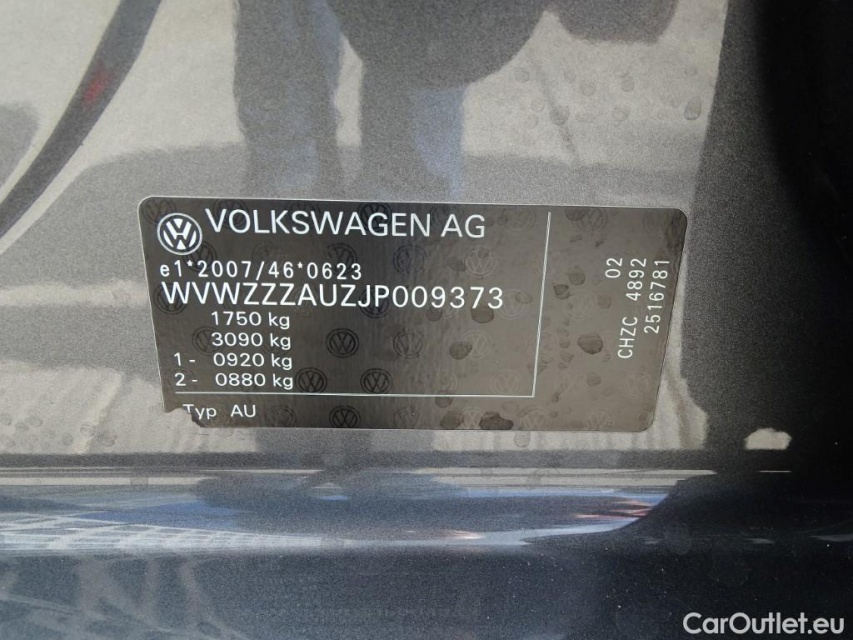 VOLKSWAGEN AG
e1*2007/46*0623
WVWZZZAUZJP009373
1750 kg
3090 kg
1- 0920 kg
2- 0880 kg
Typ AU
02
CHZC 4892
2516781
CarOutlet.eu